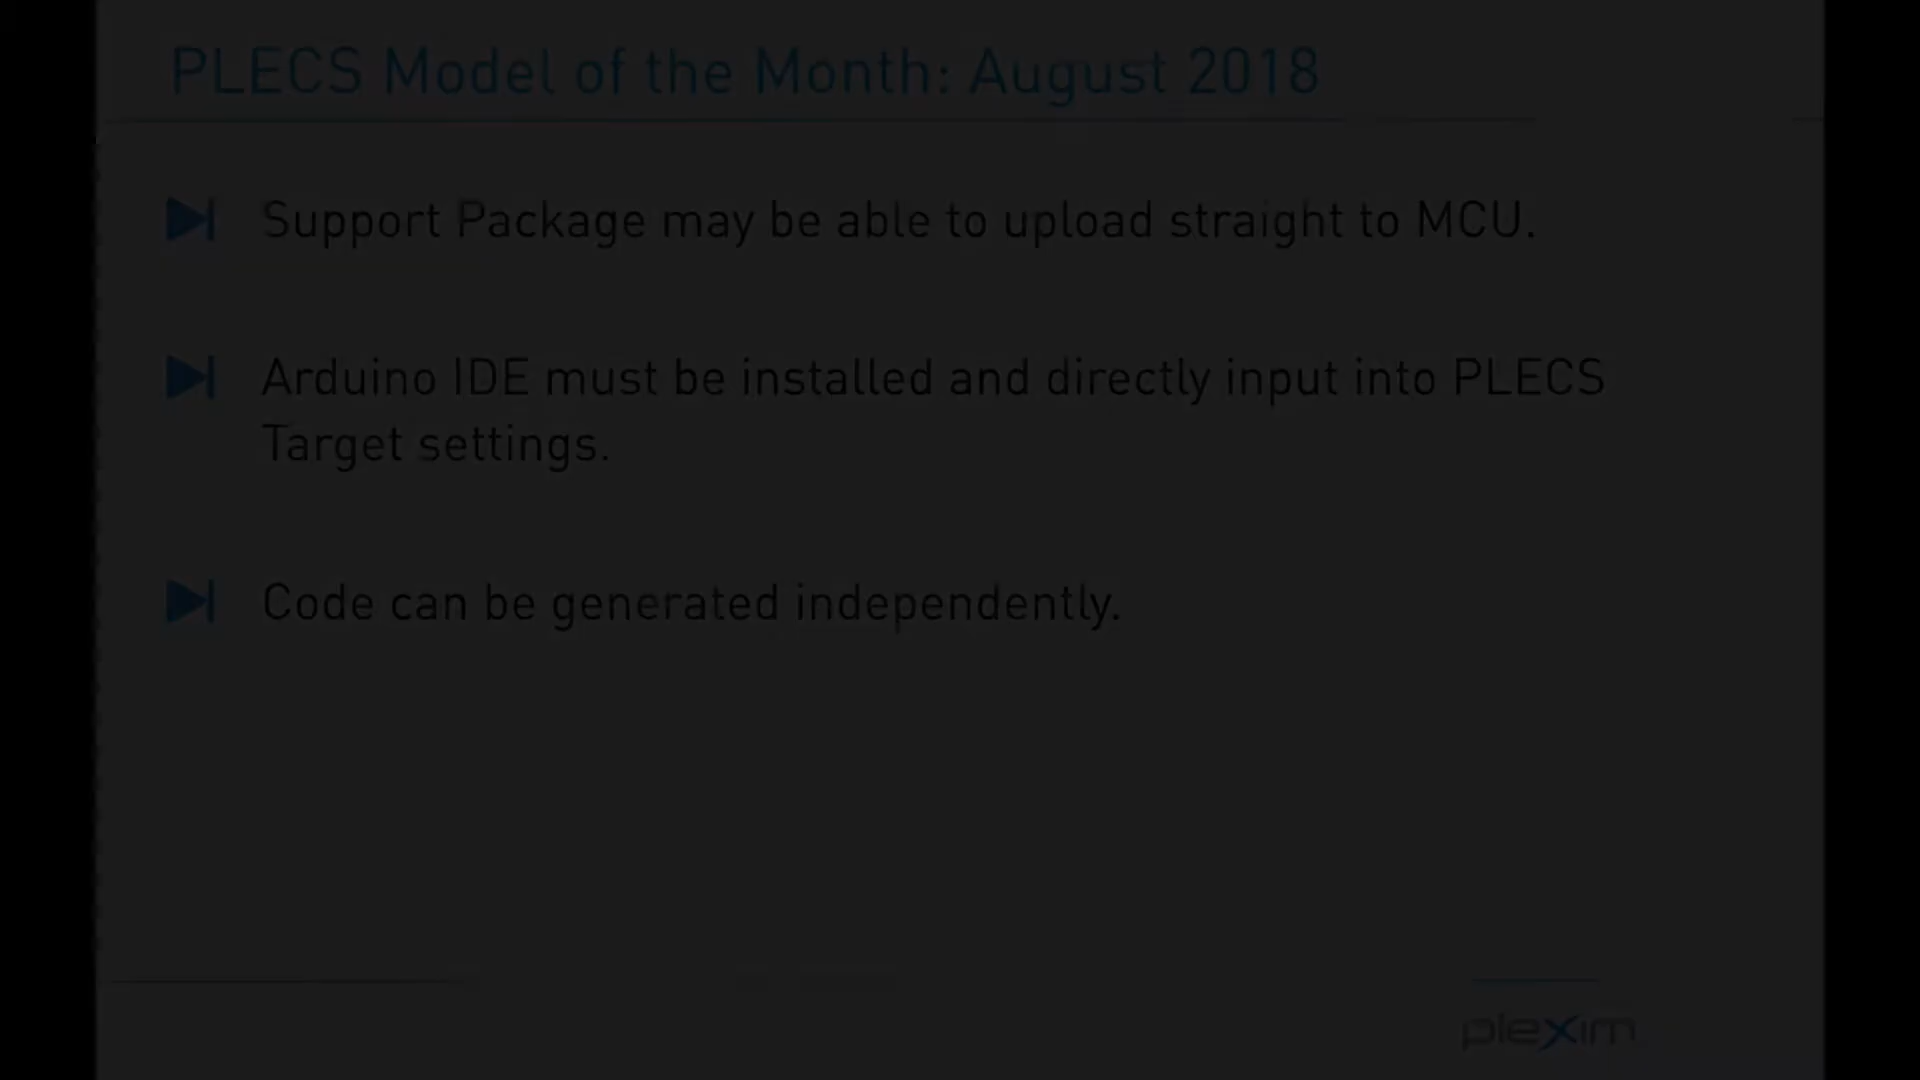 PLECS Model of the Month: August 2018
Support Package may be able to upload straight to MCU.
Arduino IDE must be installed and directly input into PLECS
Target settings.
Code can be generated independently.
plexim